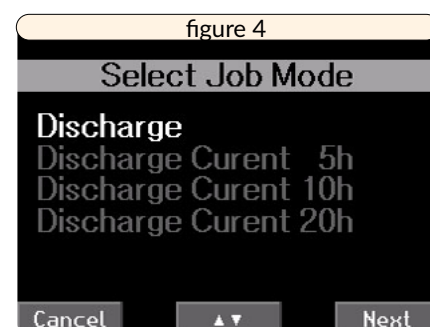 figure 4
Select Job Mode
Discharge
Discharge Curent 5h
Discharge Curent 10h
Discharge Curent 20h
Cancel ▲▼ Next